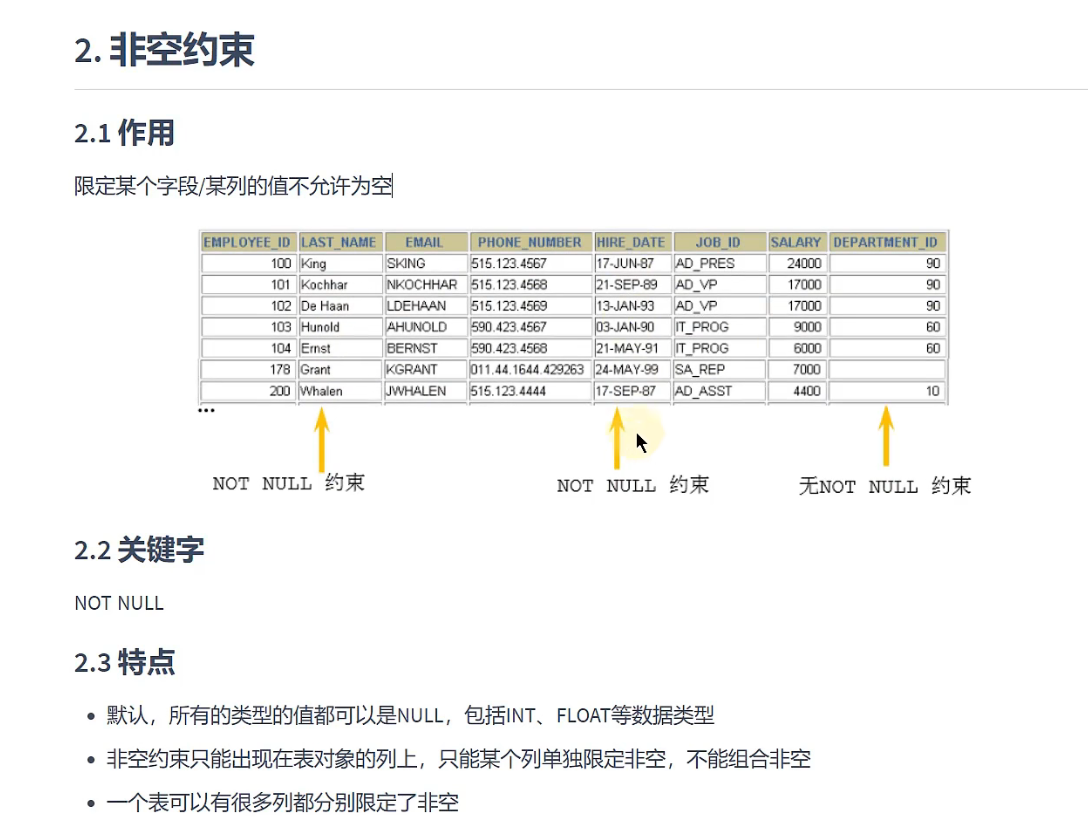 2. 非空约束
2.1 作用
限定某个字段/某列的值不允许为空
EMPLOYEE_ID LAST_NAME EMAIL PHONE_NUMBER HIRE_DATE JOB_ID SALARY DEPARTMENT_ID
100 King SKING 515.123.4567 17-JUN-87 AD_PRES 24000 90
101 Kochhar NKOCHHAR 515.123.4568 21-SEP-89 AD_VP 17000 90
102 De Haan LDEHAAN 515.123.4569 13-JAN-93 AD_VP 17000 90
103 Hunold AHUNOLD 590.423.4567 03-JAN-90 IT_PROG 9000 60
104 Ernst BERNST 590.423.4568 21-MAY-91 IT_PROG 6000 60
178 Grant KGRANT 011.44.1644.429263 24-MAY-99 SA_REP 7000
200 Whalen JWHALEN 515.123.4444 17-SEP-87 AD_ASST 4400 10
...
NOT NULL 约束 NOT NULL 约束 无NOT NULL 约束
2.2 关键字
NOT NULL
2.3 特点
• 默认，所有的类型的值都可以是NULL，包括INT、FLOAT等数据类型
• 非空约束只能出现在表对象的列上，只能某个列单独限定非空，不能组合非空
• 一个表可以有很多列都分别限定了非空